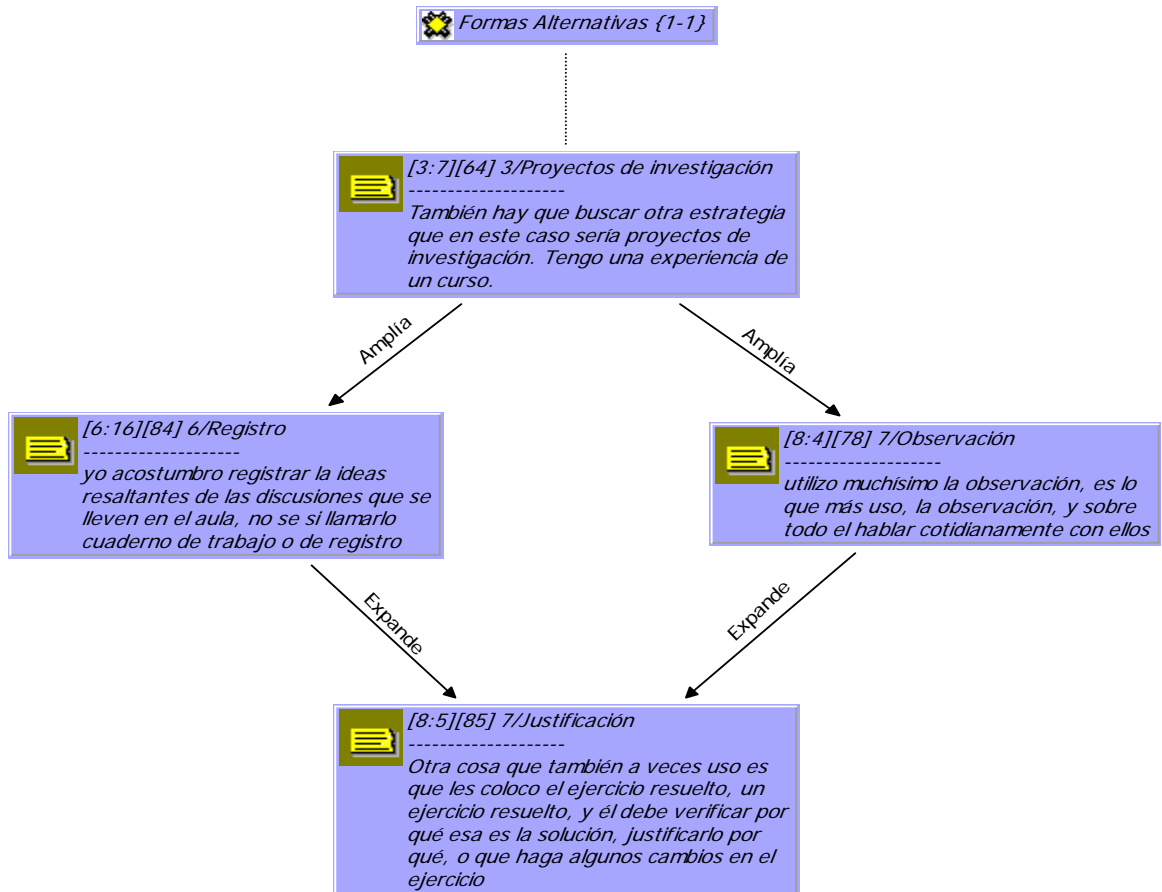 Formas Alternativas {1-1}
[3:7][64] 3/Proyectos de investigación
--------------------
También hay que buscar otra estrategia
que en este caso sería proyectos de
investigación. Tengo una experiencia de
un curso.
Amplía
Amplía
[6:16][84] 6/Registro
--------------------
yo acostumbro registrar la ideas
resaltantes de las discusiones que se
lleven en el aula, no se si llamarlo
cuaderno de trabajo o de registro
[8:4][78] 7/Observación
--------------------
utilizo muchísimo la observación, es lo
que más uso, la observación, y sobre
todo el hablar cotidianamente con ellos
Expande
Expande
[8:5][85] 7/Justificación
--------------------
Otra cosa que también a veces uso es
que les coloco el ejercicio resuelto, un
ejercicio resuelto, y él debe verificar por
qué esa es la solución, justificarlo por
qué, o que haga algunos cambios en el
ejercicio